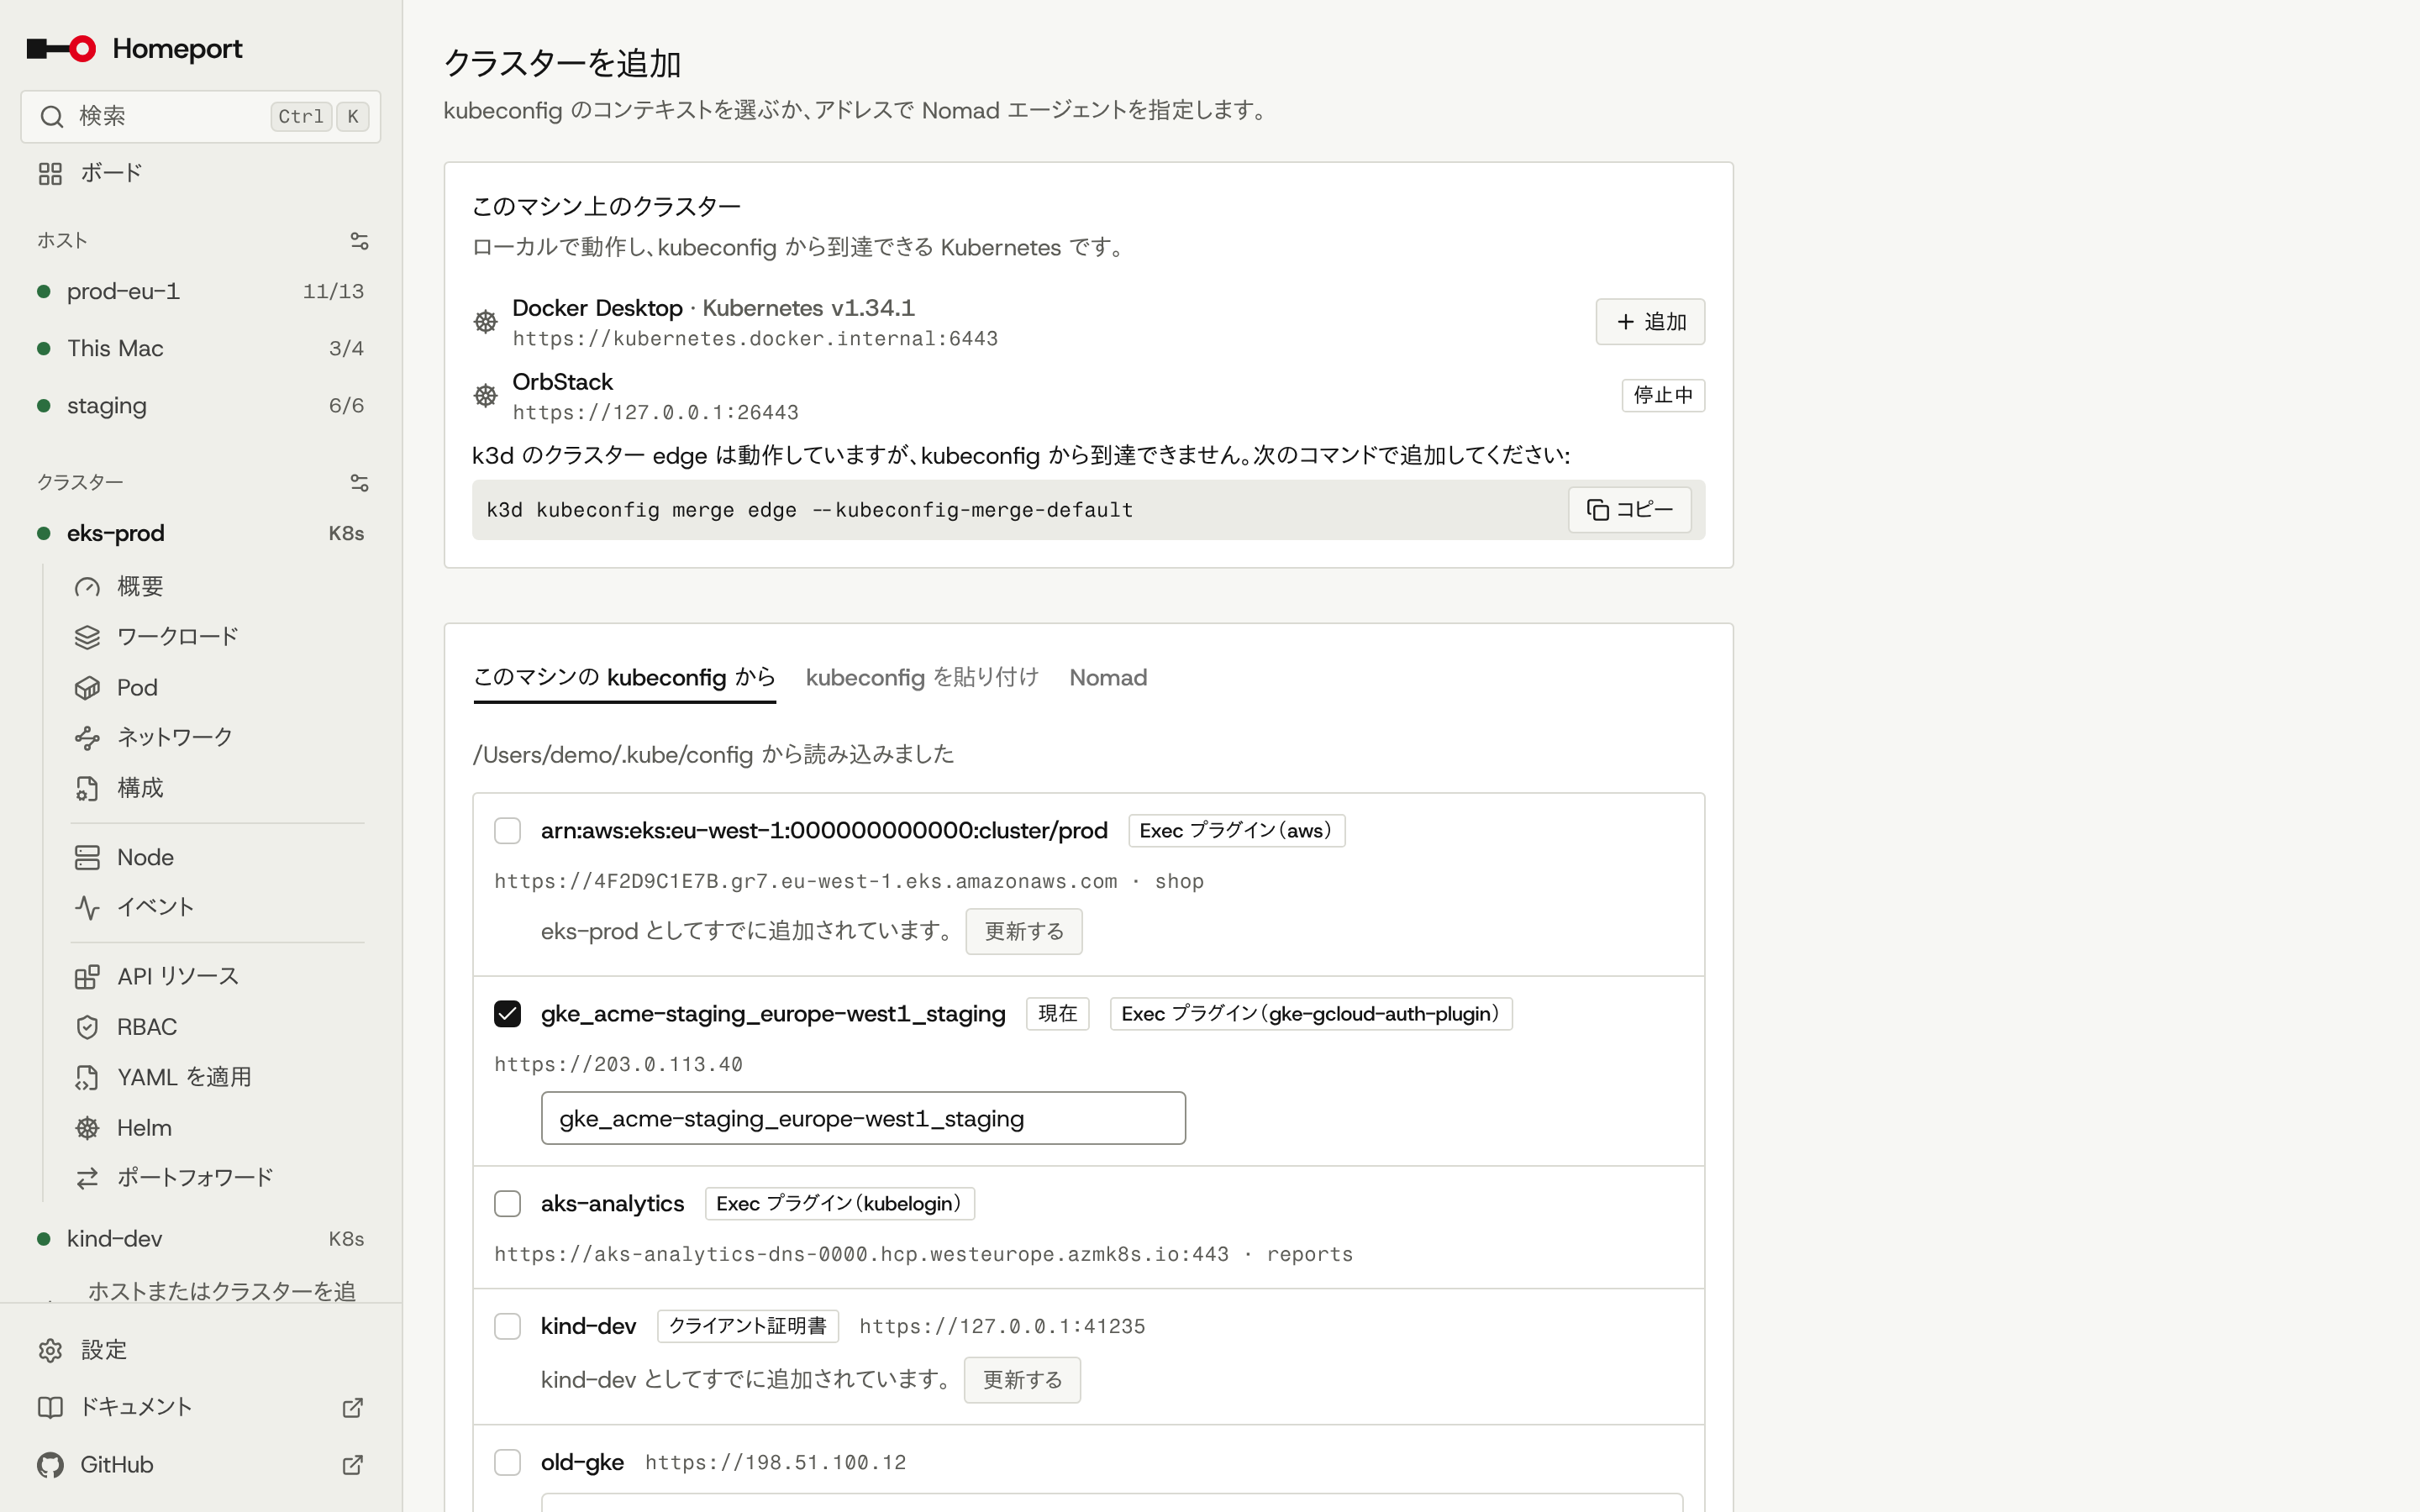 Homeport
検索 Ctrl K
ボード
ホスト
prod-eu-1 11/13
This Mac 3/4
staging 6/6
クラスター
eks-prod K8s
概要
ワークロード
Pod
ネットワーク
構成
Node
イベント
API リソース
RBAC
YAML を適用
Helm
ポートフォワード
kind-dev K8s
ホストまたはクラスターを追
設定
ドキュメント
GitHub
クラスターを追加
kubeconfig のコンテキストを選ぶか、アドレスで Nomad エージェントを指定します。
このマシン上のクラスター
ローカルで動作し、kubeconfig から到達できる Kubernetes です。
Docker Desktop · Kubernetes v1.34.1
https://kubernetes.docker.internal:6443
追加
OrbStack
https://127.0.0.1:26443
停止中
k3d のクラスター edge は動作していますが、kubeconfig から到達できません。次のコマンドで追加してください:
k3d kubeconfig merge edge --kubeconfig-merge-default
コピー
このマシンの kubeconfig から kubeconfig を貼り付け Nomad
/Users/demo/.kube/config から読み込みました
arn:aws:eks:eu-west-1:000000000000:cluster/prod Exec プラグイン（aws）
https://4F2D9C1E7B.gr7.eu-west-1.eks.amazonaws.com · shop
eks-prod としてすでに追加されています。 更新する
gke_acme-staging_europe-west1_staging 現在 Exec プラグイン（gke-gcloud-auth-plugin）
https://203.0.113.40
gke_acme-staging_europe-west1_staging
aks-analytics Exec プラグイン（kubelogin）
https://aks-analytics-dns-0000.hcp.westeurope.azmk8s.io:443 · reports
kind-dev クライアント証明書 https://127.0.0.1:41235
kind-dev としてすでに追加されています。 更新する
old-gke https://198.51.100.12